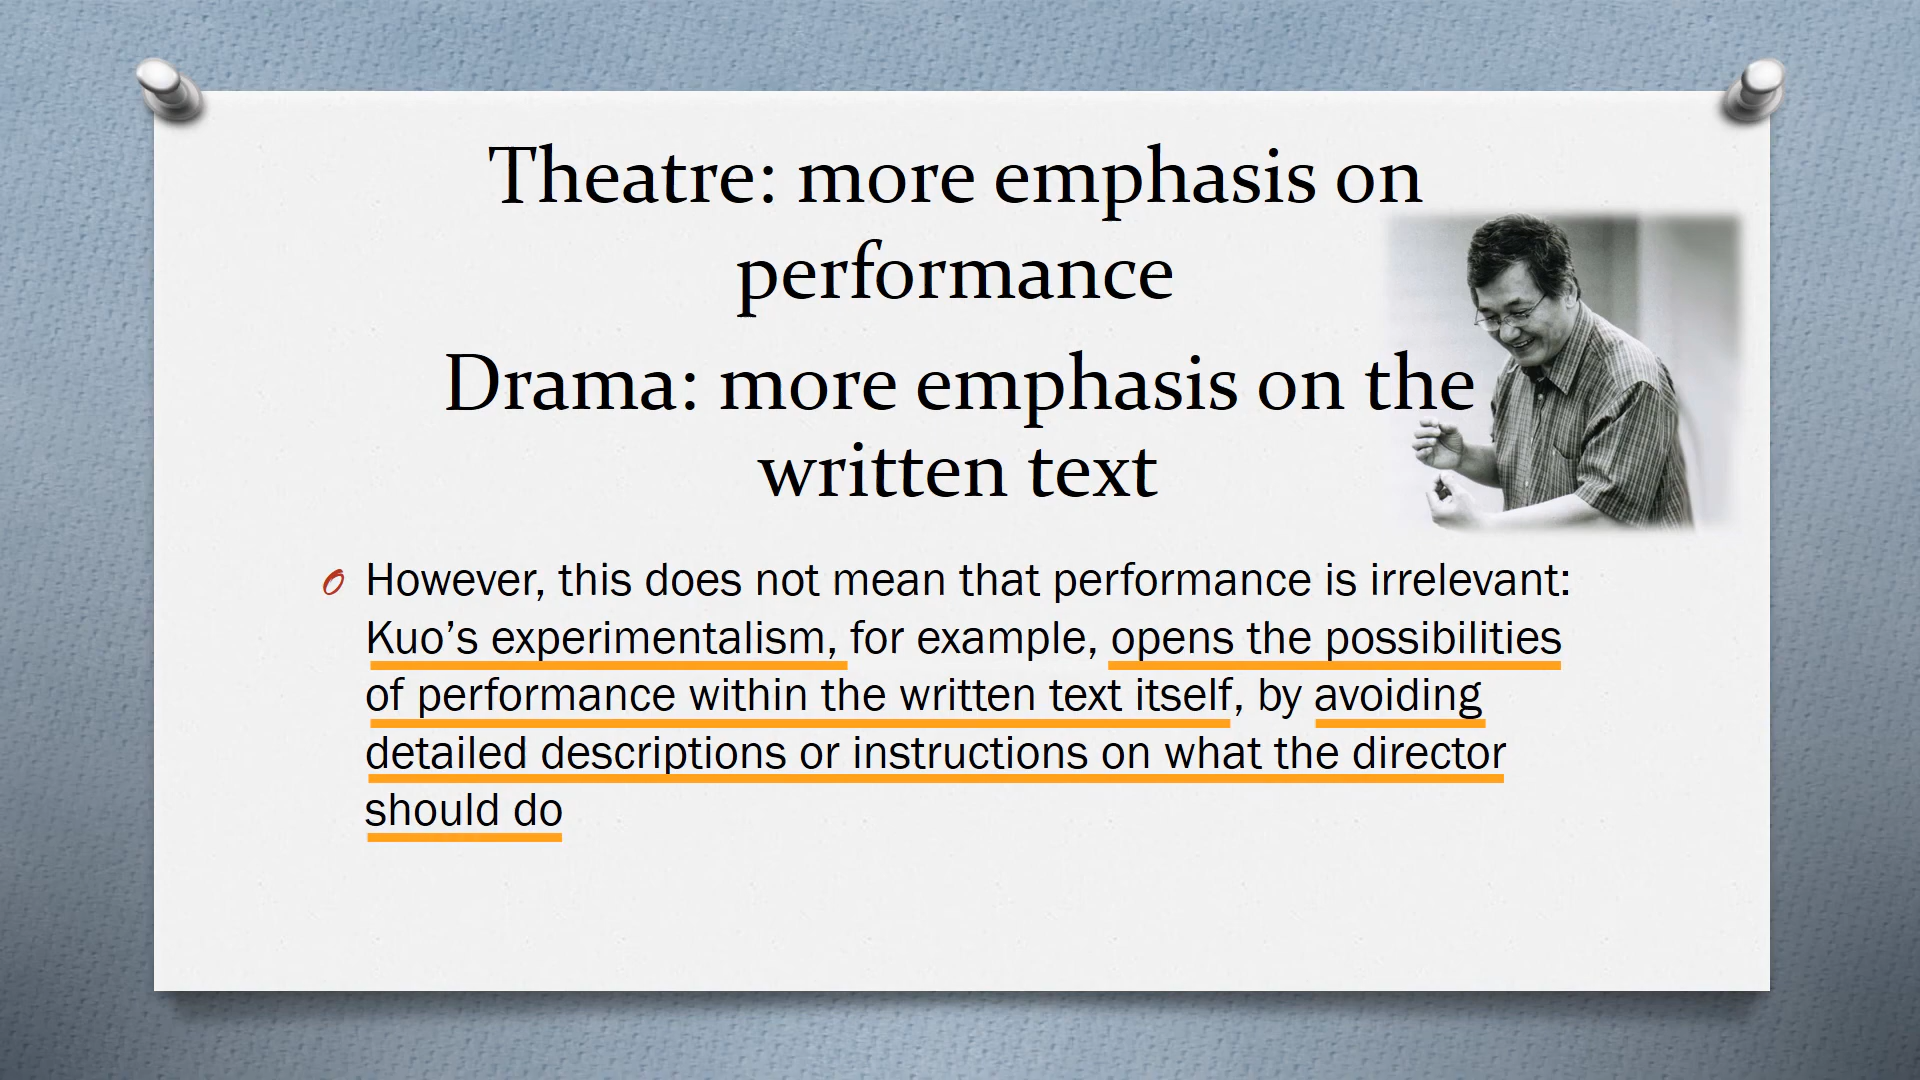 Theatre: more emphasis on
performance
Drama: more emphasis on the
written text
However, this does not mean that performance is irrelevant:
Kuo’s experimentalism, for example, opens the possibilities
of performance within the written text itself, by avoiding
detailed descriptions or instructions on what the director
should do